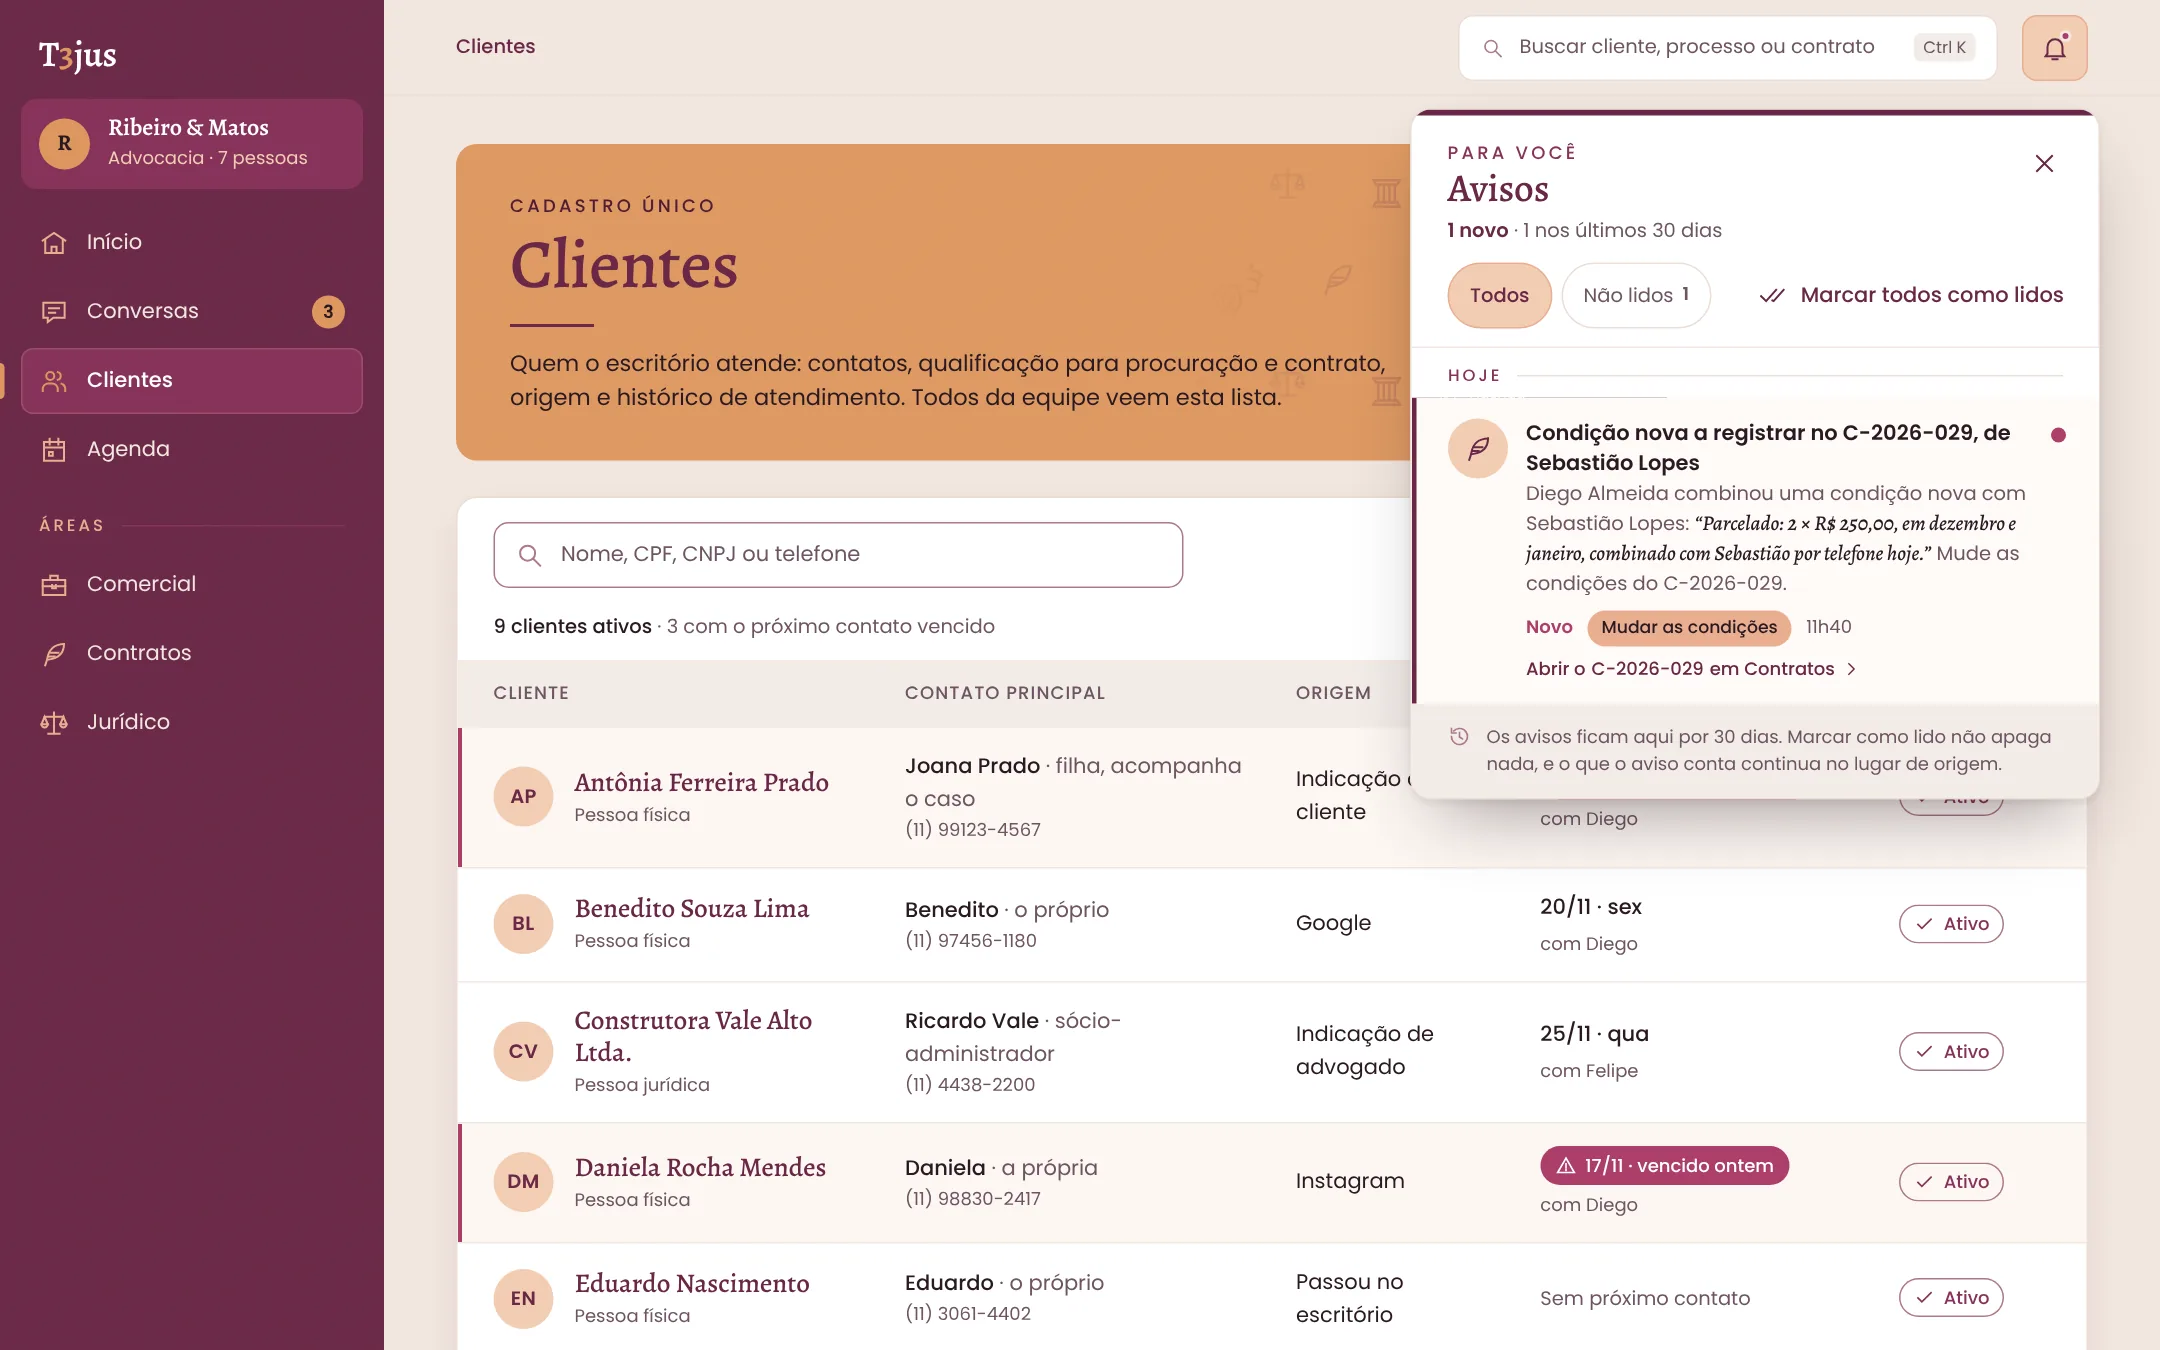 T3jus
R
Ribeiro & Matos
Advocacia · 7 pessoas
Início
Conversas
3
Clientes
Agenda
ÁREAS
Comercial
Contratos
Jurídico
Clientes
Buscar cliente, processo ou contrato
Ctrl K
CADASTRO ÚNICO
Clientes
Quem o escritório atende: contatos, qualificação para procuração e contrato,
origem e histórico de atendimento. Todos da equipe veem esta lista.
PARA VOCÊ
Avisos
1 novo · 1 nos últimos 30 dias
Todos
Não lidos 1
Marcar todos como lidos
HOJE
Condição nova a registrar no C-2026-029, de
Sebastião Lopes
Diego Almeida combinou uma condição nova com
Sebastião Lopes: “Parcelado: 2 × R$ 250,00, em dezembro e
janeiro, combinado com Sebastião por telefone hoje.” Mude as
condições do C-2026-029.
Novo
Mudar as condições
11h40
Abrir o C-2026-029 em Contratos
Os avisos ficam aqui por 30 dias. Marcar como lido não apaga
nada, e o que o aviso conta continua no lugar de origem.
Nome, CPF, CNPJ ou telefone
9 clientes ativos · 3 com o próximo contato vencido
CLIENTE
CONTATO PRINCIPAL
ORIGEM
AP
Antônia Ferreira Prado
Pessoa física
Joana Prado · filha, acompanha
o caso
(11) 99123-4567
Indicação
cliente
com Diego
BL
Benedito Souza Lima
Pessoa física
Benedito · o próprio
(11) 97456-1180
Google
20/11 · sex
com Diego
Ativo
CV
Construtora Vale Alto
Ltda.
Pessoa jurídica
Ricardo Vale · sócio-
administrador
(11) 4438-2200
Indicação de
advogado
25/11 · qua
com Felipe
Ativo
DM
Daniela Rocha Mendes
Pessoa física
Daniela · a própria
(11) 98830-2417
Instagram
17/11 · vencido ontem
com Diego
Ativo
EN
Eduardo Nascimento
Pessoa física
Eduardo · o próprio
(11) 3061-4402
Passou no
escritório
Sem próximo contato
Ativo